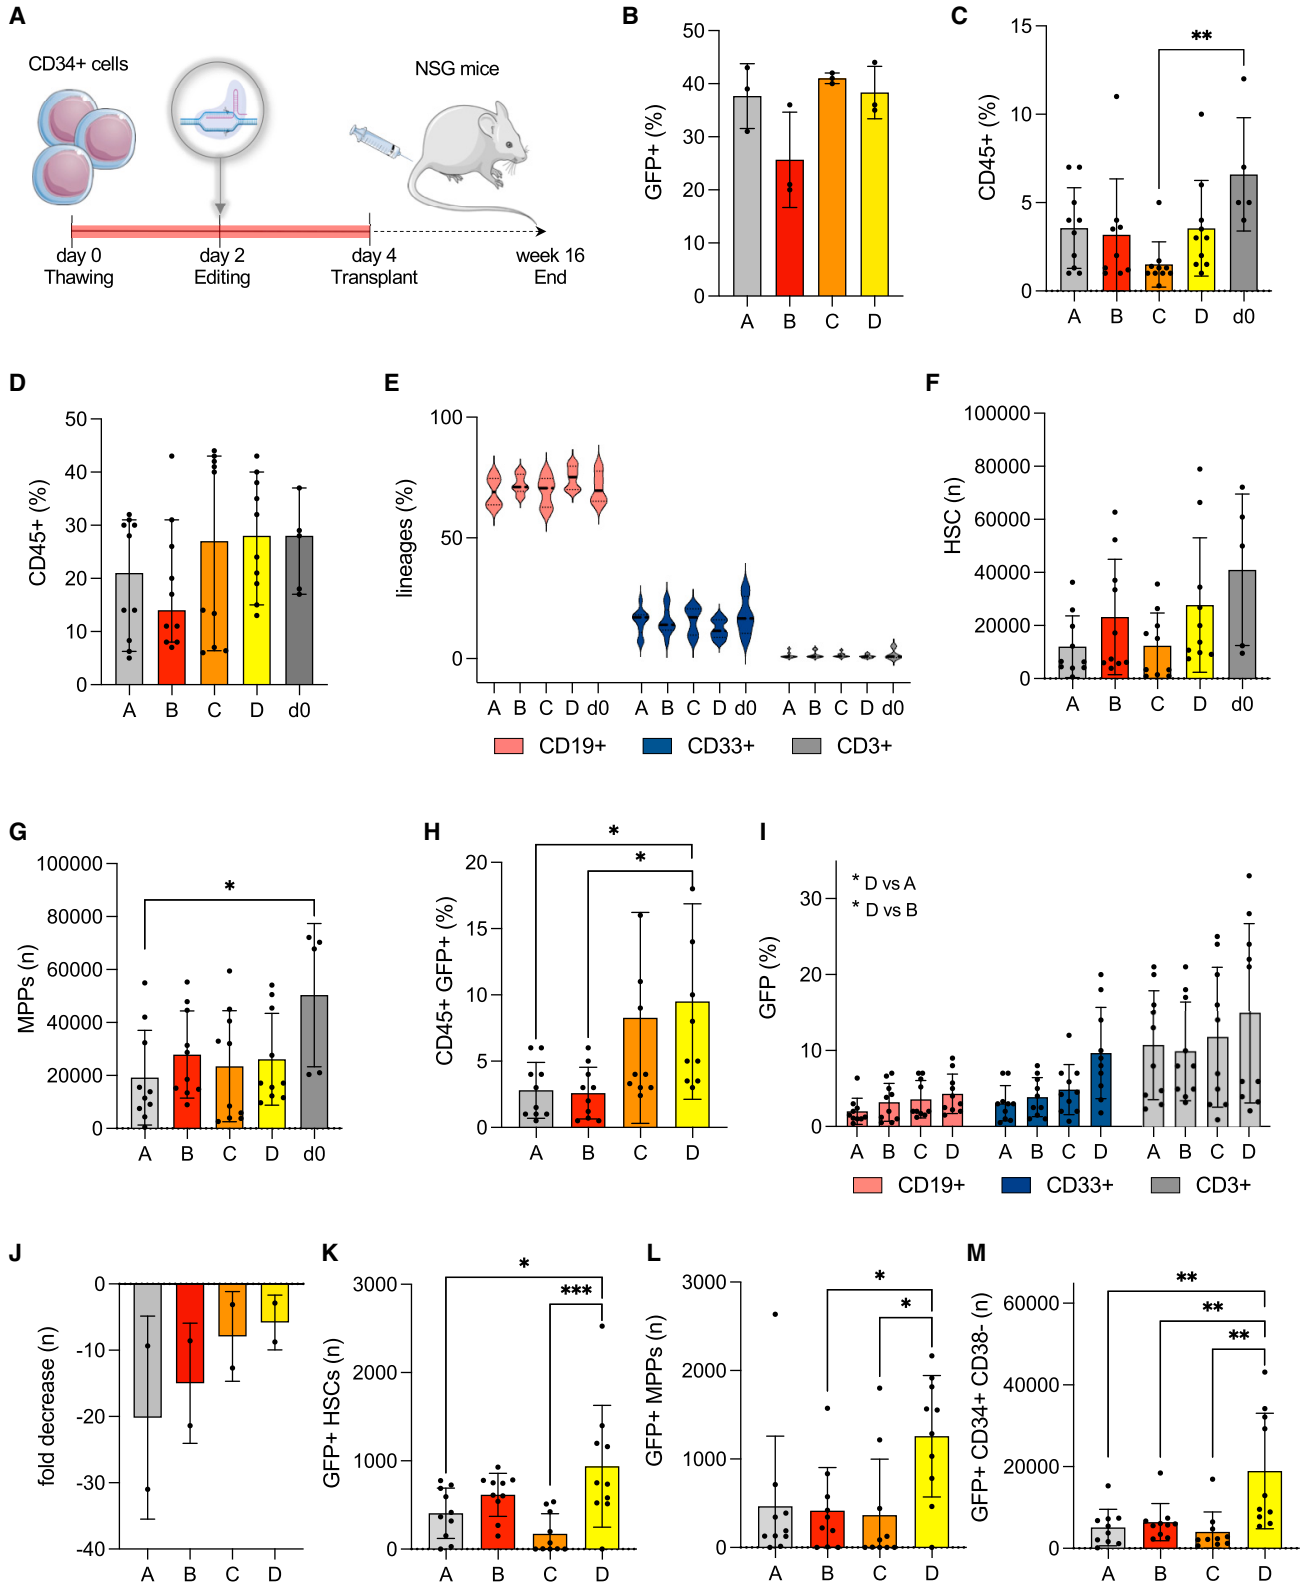 A
CD34+ cells
NSG mice
day 0
Thawing
day 2
Editing
day 4
Transplant
week 16
End
B
GFP+ (%)
50
40
30
20
10
0
A B C D
C
CD45+ (%)
15
10
5
0
**
A B C D d0
D
CD45+ (%)
50
40
30
20
10
0
A B C D d0
E
lineages (%)
100
50
0
A B C D d0 A B C D d0 A B C D d0
CD19+ CD33+ CD3+
F
HSC (n)
100000
80000
60000
40000
20000
0
A B C D d0
G
MPPs (n)
100000
80000
60000
40000
20000
0
*
A B C D d0
H
CD45+ GFP+ (%)
20
15
10
5
0
*
*
A B C D
I
GFP (%)
30
20
10
0
* D vs A
* D vs B
A B C D A B C D A B C D
CD19+ CD33+ CD3+
J
fold decrease (n)
0
-10
-20
-30
-40
A B C D
K
GFP+ HSCs (n)
3000
2000
1000
0
*
***
A B C D
L
GFP+ MPPs (n)
3000
2000
1000
0
*
*
A B C D
M
GFP+ CD34+ CD38- (n)
60000
40000
20000
0
**
**
**
A B C D